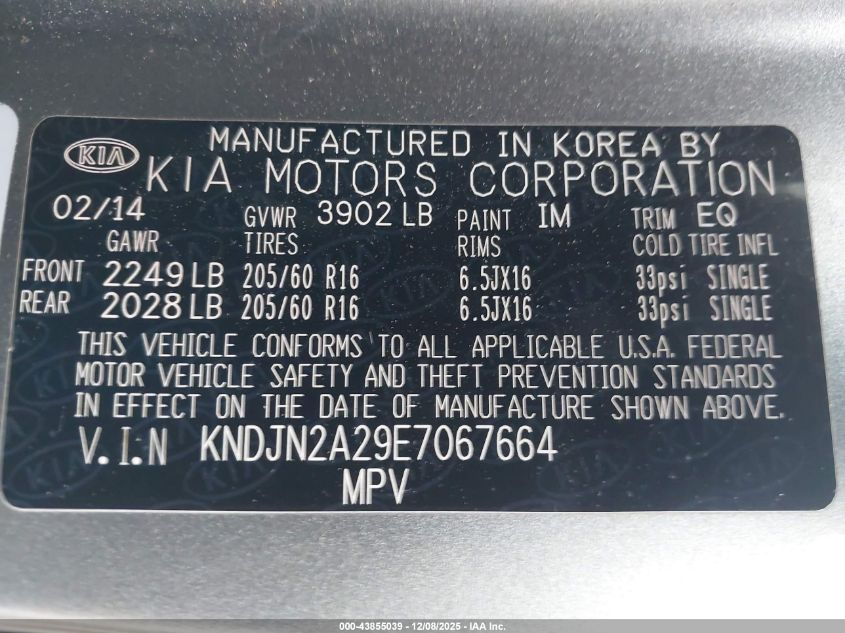 MANUFACTURED IN KOREA BY
KIA KIA MOTORS CORPORATION
02/14 GVWR 3902 LB PAINT IM TRIM EQ
GAWR TIRES RIMS COLD TIRE INFL
FRONT 2249 LB 205/60 R16 6.5JX16 33psi SINGLE
REAR 2028 LB 205/60 R16 6.5JX16 33psi SINGLE
THIS VEHICLE CONFORMS TO ALL APPLICABLE U.S.A. FEDERAL
MOTOR VEHICLE SAFETY AND THEFT PREVENTION STANDARDS
IN EFFECT ON THE DATE OF MANUFACTURE SHOWN ABOVE.
V.I.N KNDJN2A29E7067664
MPV
000-43855039 - 12/08/2025 - IAA Inc.